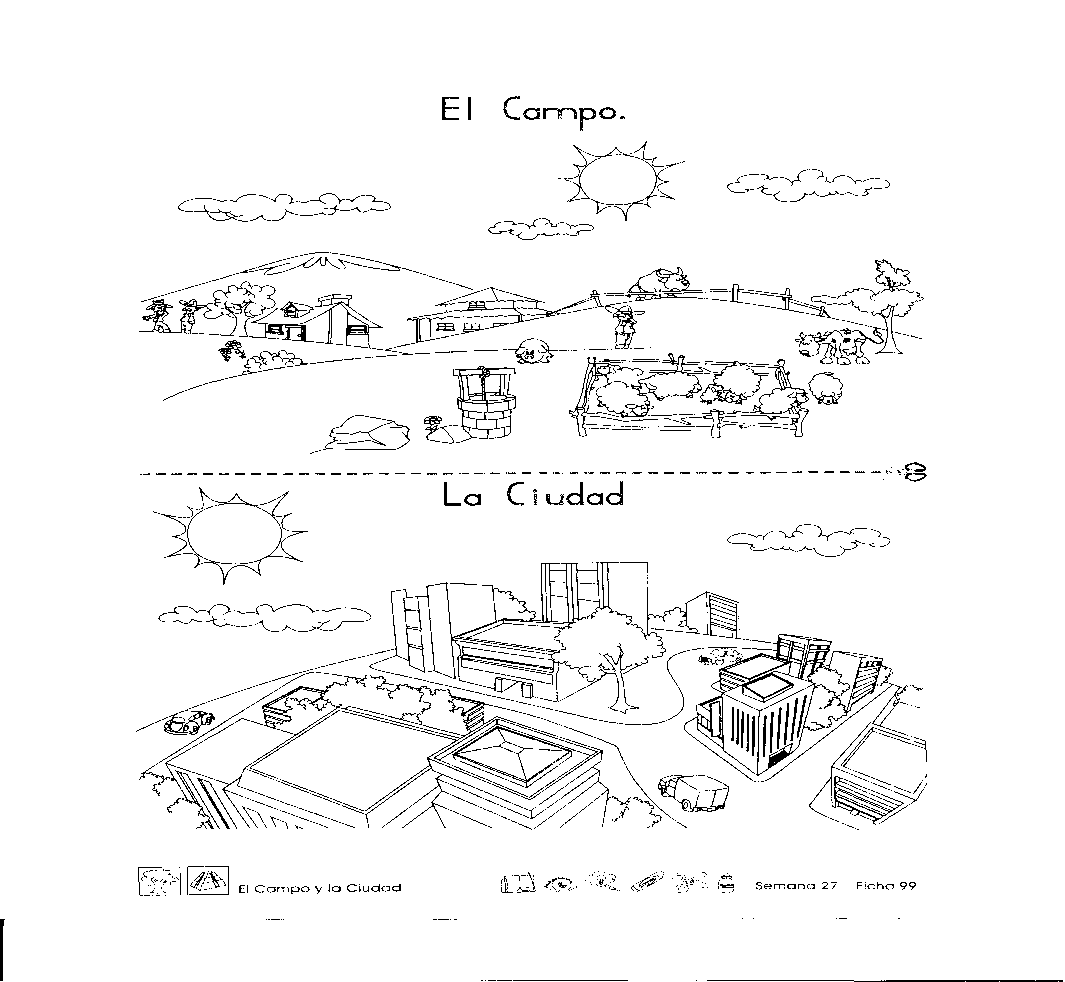 El Campo.
La Ciudad
El Campo y la Ciudad
Semana 27 Ficha 99